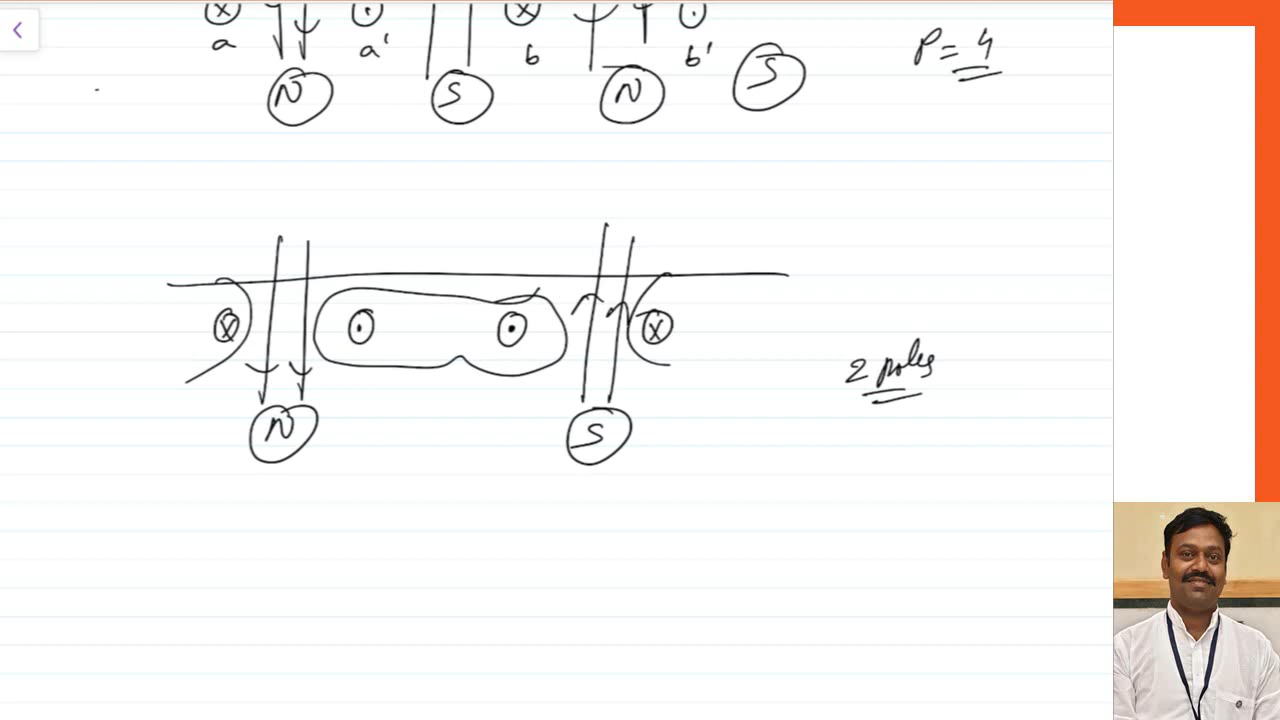 ⓧ ⊙ ⓧ ⊙
a a' b b' P = 4
N S N S
ⓧ ⊙ ⊙ ⓧ
2 poles
N S